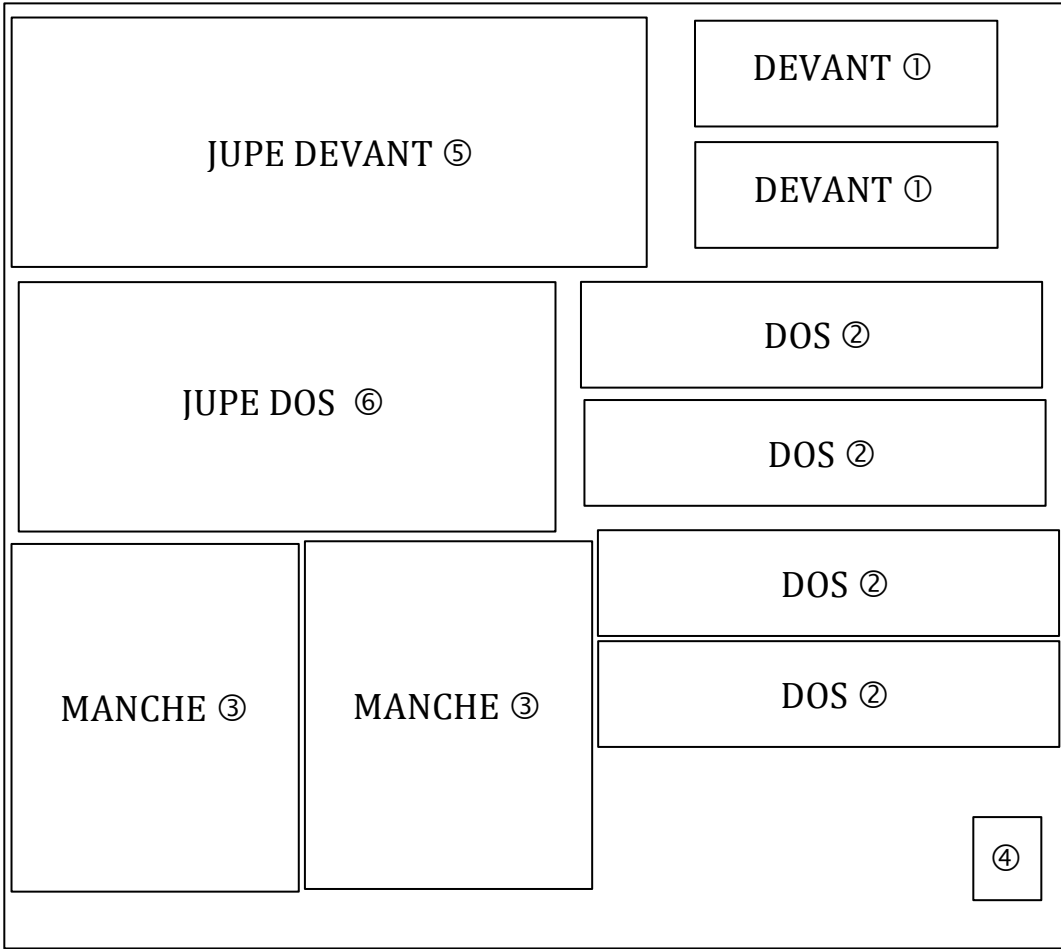 DEVANT ①
JUPE DEVANT ⑤
DEVANT ①
DOS ②
JUPE DOS ⑥
DOS ②
DOS ②
DOS ②
MANCHE ③
MANCHE ③
④